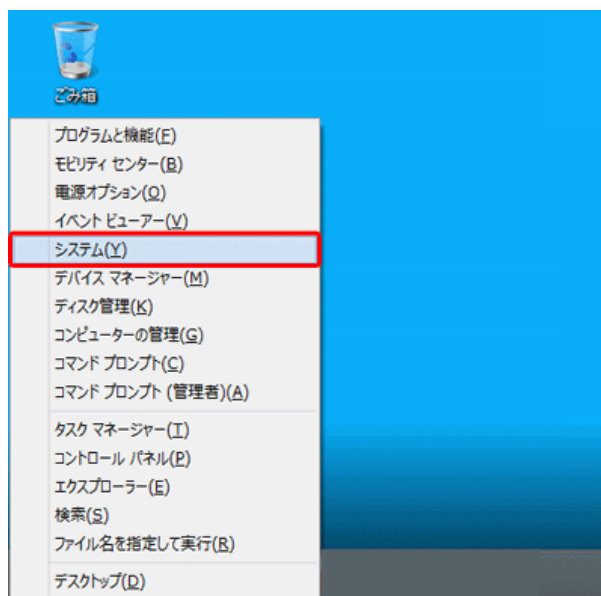 ごみ箱
プログラムと機能(F)
モビリティ センター(B)
電源オプション(O)
イベント ビューアー(V)
システム(Y)
デバイス マネージャー(M)
ディスク管理(K)
コンピューターの管理(G)
コマンド プロンプト(C)
コマンド プロンプト (管理者)(A)
タスク マネージャー(T)
コントロール パネル(P)
エクスプローラー(E)
検索(S)
ファイル名を指定して実行(R)
デスクトップ(D)